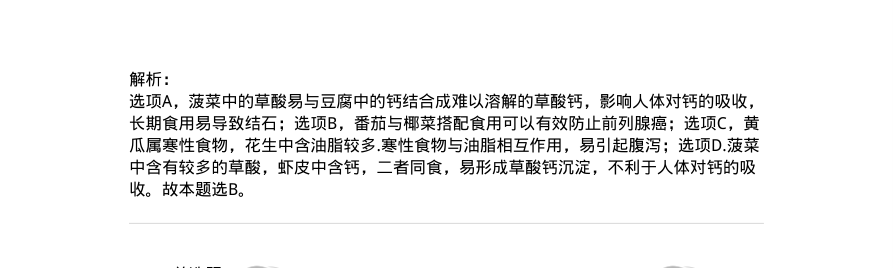 解析：
选项A，菠菜中的草酸易与豆腐中的钙结合成难以溶解的草酸钙，影响人体对钙的吸收，
长期食用易导致结石；选项B，番茄与椰菜搭配食用可以有效防止前列腺癌；选项C，黄
瓜属寒性食物，花生中含油脂较多.寒性食物与油脂相互作用，易引起腹泻；选项D.菠菜
中含有较多的草酸，虾皮中含钙，二者同食，易形成草酸钙沉淀，不利于人体对钙的吸
收。故本题选B。